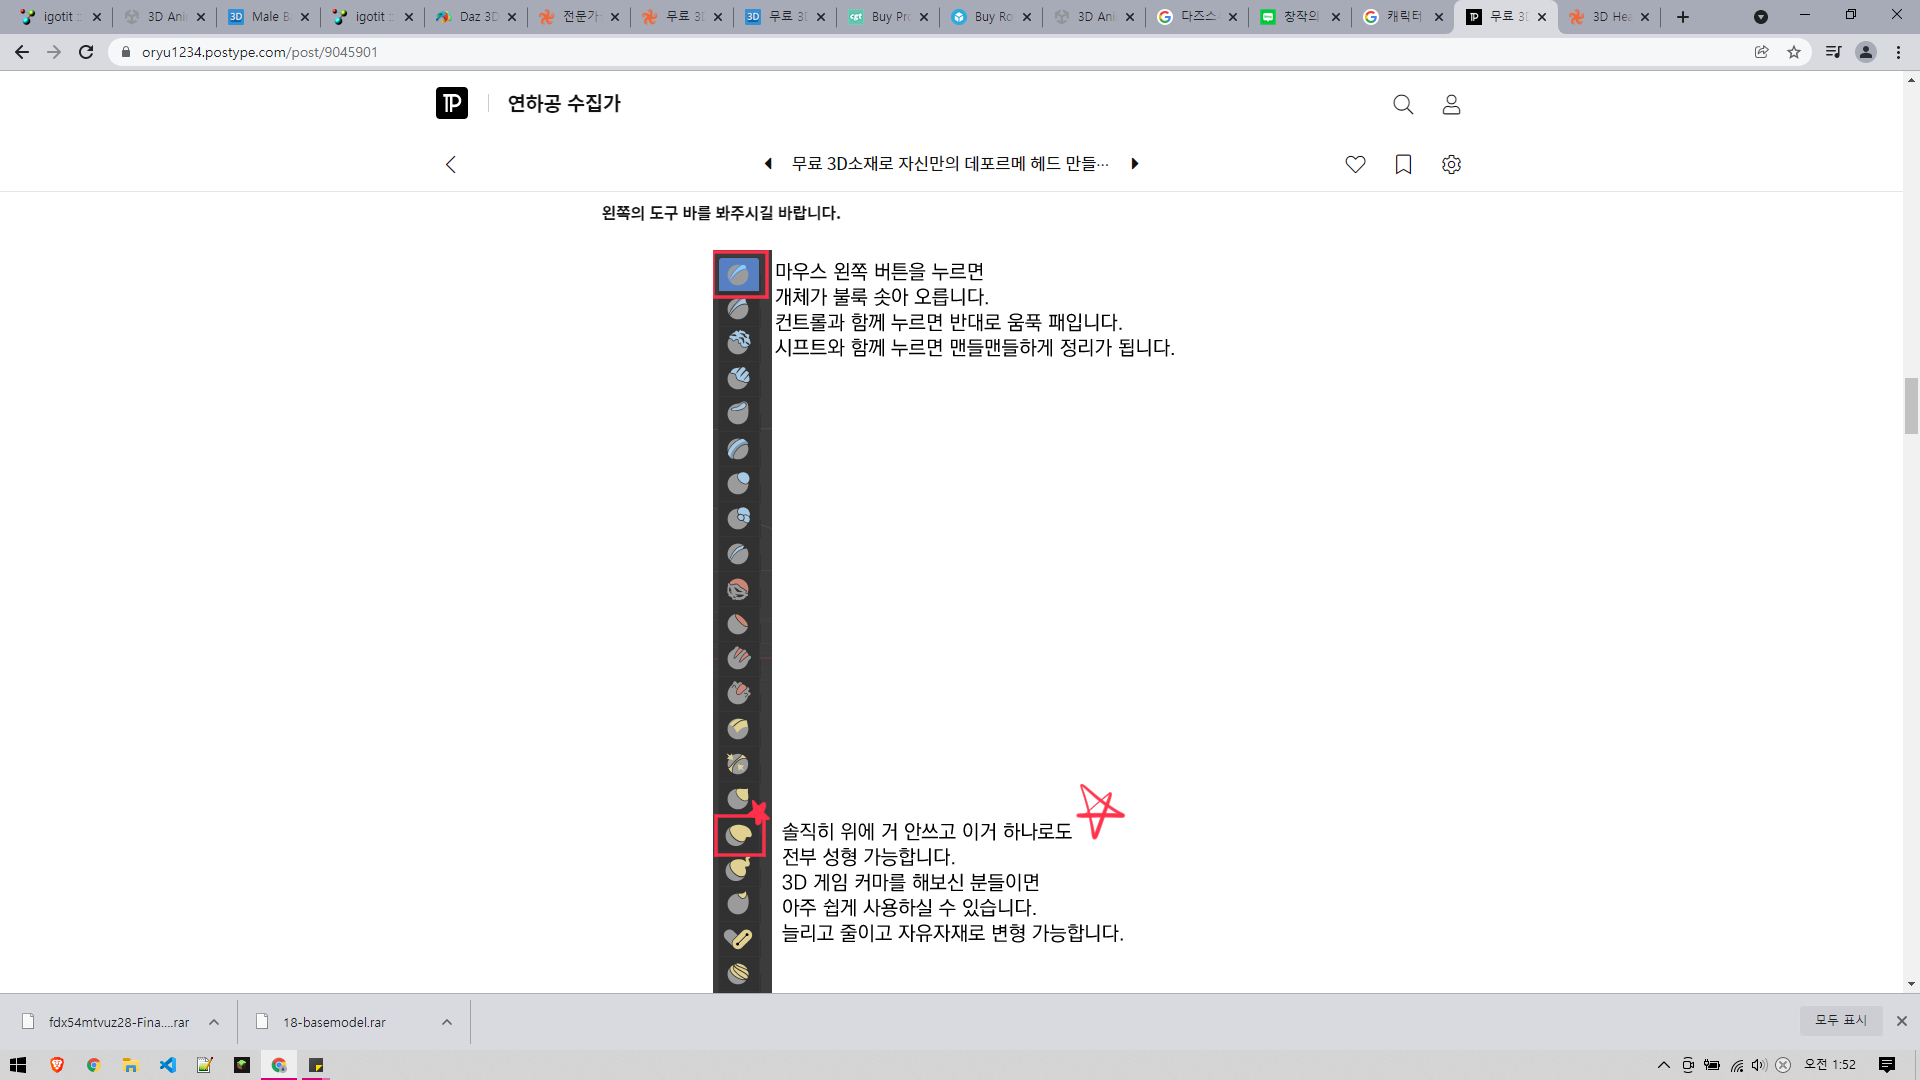 igotit
3D Ani
Male B
igotit
Daz 3D
전문가
무료 3D
무료 3D
Buy Pro
Buy Ro
3D Ani
다즈스
창작의
캐릭터
무료 3D
3D Hea
oryu1234.postype.com/post/9045901
연하공 수집가
무료 3D소재로 자신만의 데포르메 헤드 만들···
왼쪽의 도구 바를 봐주시길 바랍니다.
마우스 왼쪽 버튼을 누르면
개체가 불룩 솟아 오릅니다.
컨트롤과 함께 누르면 반대로 움푹 패입니다.
시프트와 함께 누르면 맨들맨들하게 정리가 됩니다.
솔직히 위에 거 안쓰고 이거 하나로도
전부 성형 가능합니다.
3D 게임 커마를 해보신 분들이면
아주 쉽게 사용하실 수 있습니다.
늘리고 줄이고 자유자재로 변형 가능합니다.
fdx54mtvuz28-Fina....rar
18-basemodel.rar
모두 표시
오전 1:52